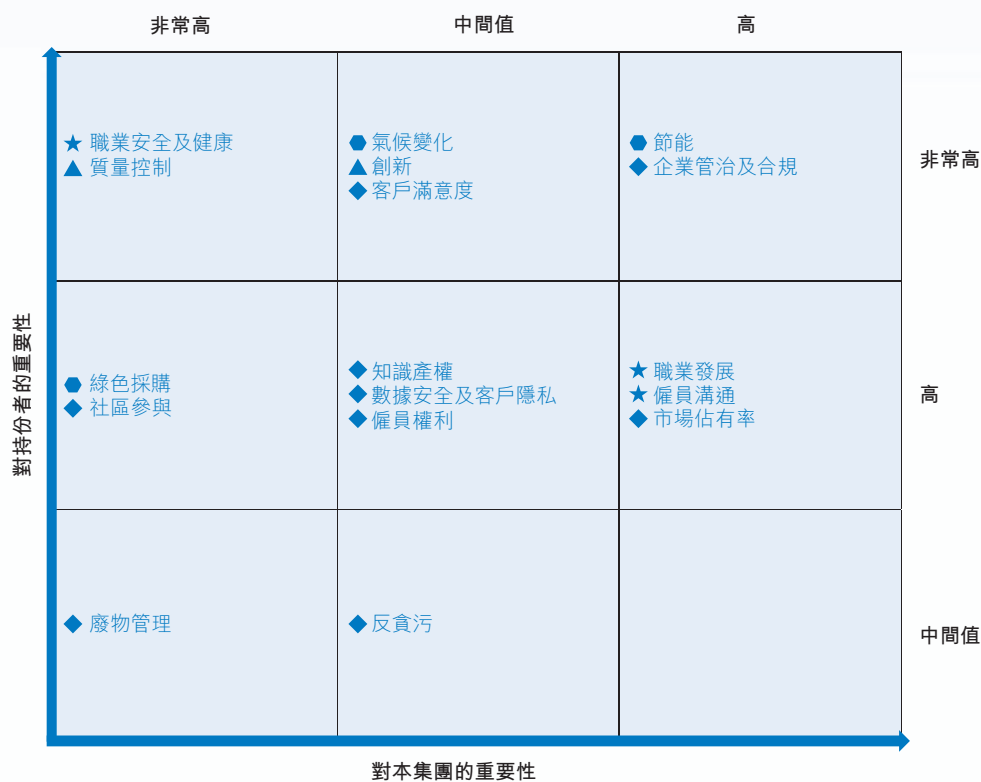 非常高
中間值
高
職業安全及健康
質量控制
氣候變化
創新
客戶滿意度
節能
企業管治及合規
非常高
對持份者的重要性
綠色採購
社區參與
知識產權
數據安全及客戶隱私
僱員權利
職業發展
僱員溝通
市場佔有率
高
廢物管理
反貪污
中間值
對本集團的重要性